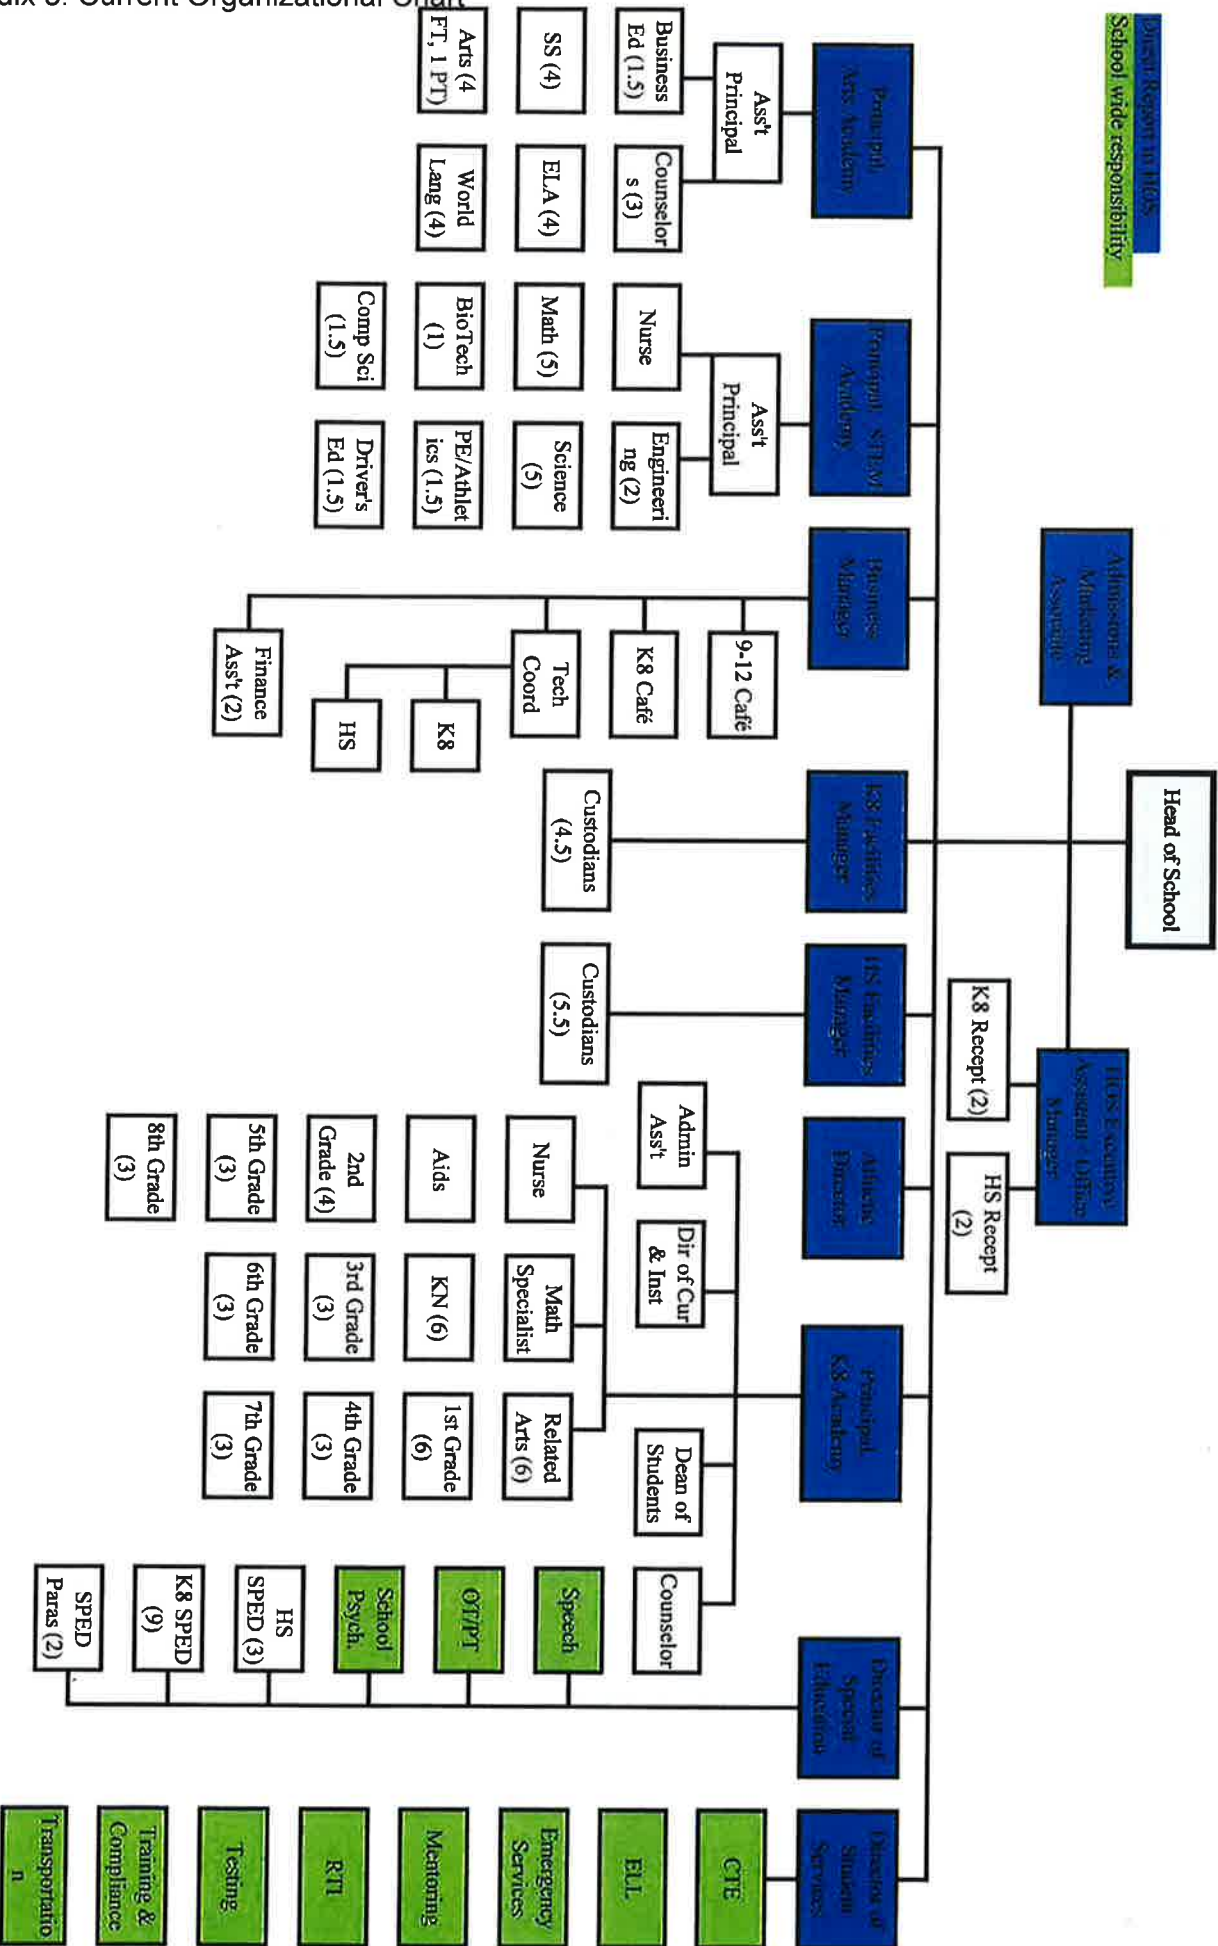 dix 3: Current Organizational Chart
Direct Report to HOS
School wide responsibility
Head of School
Admissions &
Marketing
Associate
HOS Executive
Assistant - Office
Manager
K8 Recept (2)
HS Recept
(2)
Principal,
Arts Academy
Principal, STEM
Academy
Business
Manager
K8 Facilities
Manager
HS Facilities
Manager
Athletic
Director
Principal,
K8 Academy
Director of
Special
Education
Director of
Student
Services
Ass't
Principal
Business
Ed (1.5)
Counselor
s (3)
SS (4)
ELA (4)
Arts (4
FT, 1 PT)
World
Lang (4)
Ass't
Principal
Nurse
Engineeri
ng (2)
Math (5)
Science
(5)
BioTech
(1)
PE/Athlet
ics (1.5)
Comp Sci
(1.5)
Driver's
Ed (1.5)
9-12 Café
K8 Café
Tech
Coord
K8
HS
Finance
Ass't (2)
Custodians
(4.5)
Custodians
(5.5)
Admin
Ass't
Dir of Cur
& Inst
Dean of
Students
Counselor
Nurse
Math
Specialist
Related
Arts (6)
Aids
KN (6)
1st Grade
(6)
2nd
Grade (4)
3rd Grade
(3)
4th Grade
(3)
5th Grade
(3)
6th Grade
(3)
7th Grade
(3)
8th Grade
(3)
Speech
OT/PT
School
Psych.
HS
SPED (3)
K8 SPED
(9)
SPED
Paras (2)
CTE
ELL
Emergency
Services
Mentoring
RTI
Testing
Training &
Compliance
Transportatio
n